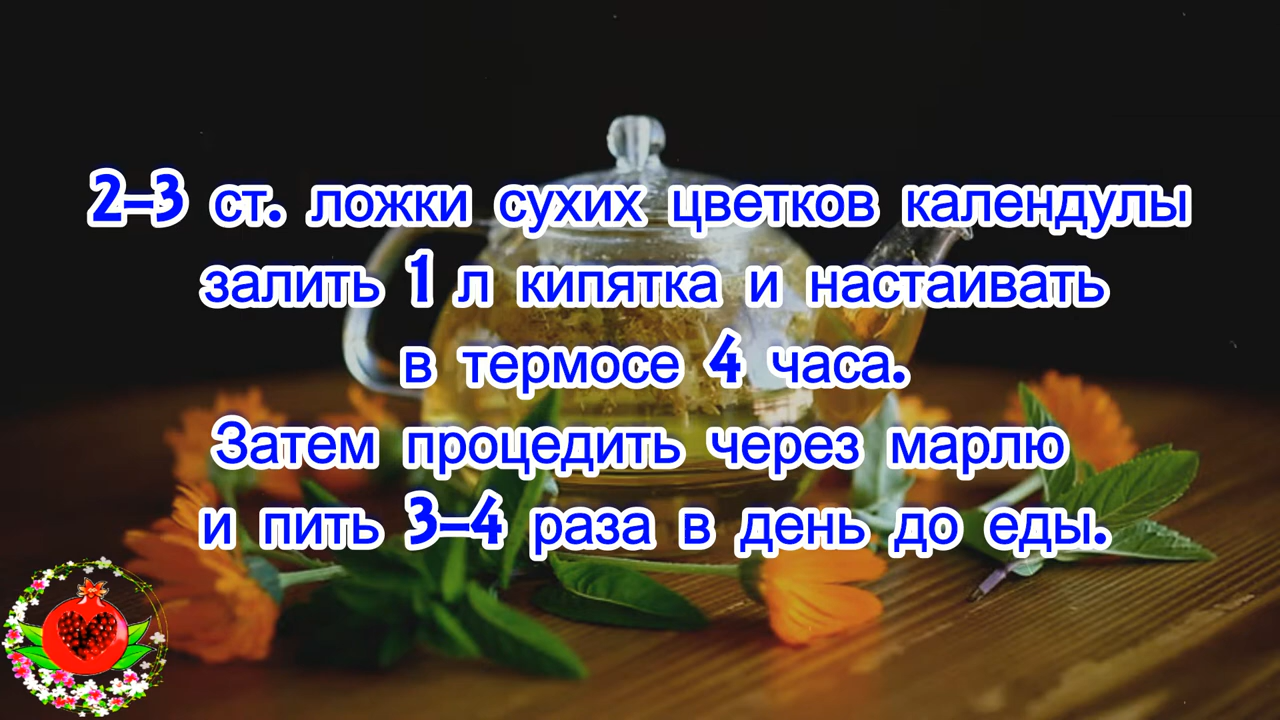 2-3 ст. ложки сухих цветков календулы
залить 1 л кипятка и настаивать
в термосе 4 часа.
Затем процедить через марлю
и пить 3-4 раза в день до еды.